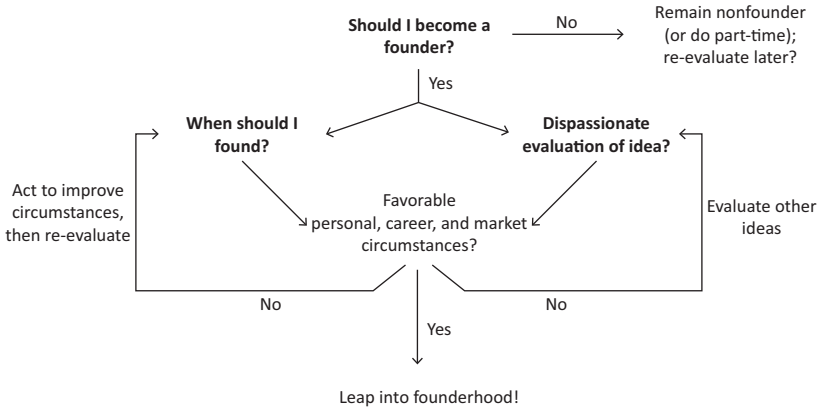 Should I become a
founder?
No
Remain nonfounder
(or do part-time);
re-evaluate later?
Yes
When should I
found?
Dispassionate
evaluation of idea?
Act to improve
circumstances,
then re-evaluate
Favorable
personal, career, and market
circumstances?
Evaluate other
ideas
No
No
Yes
Leap into founderhood!